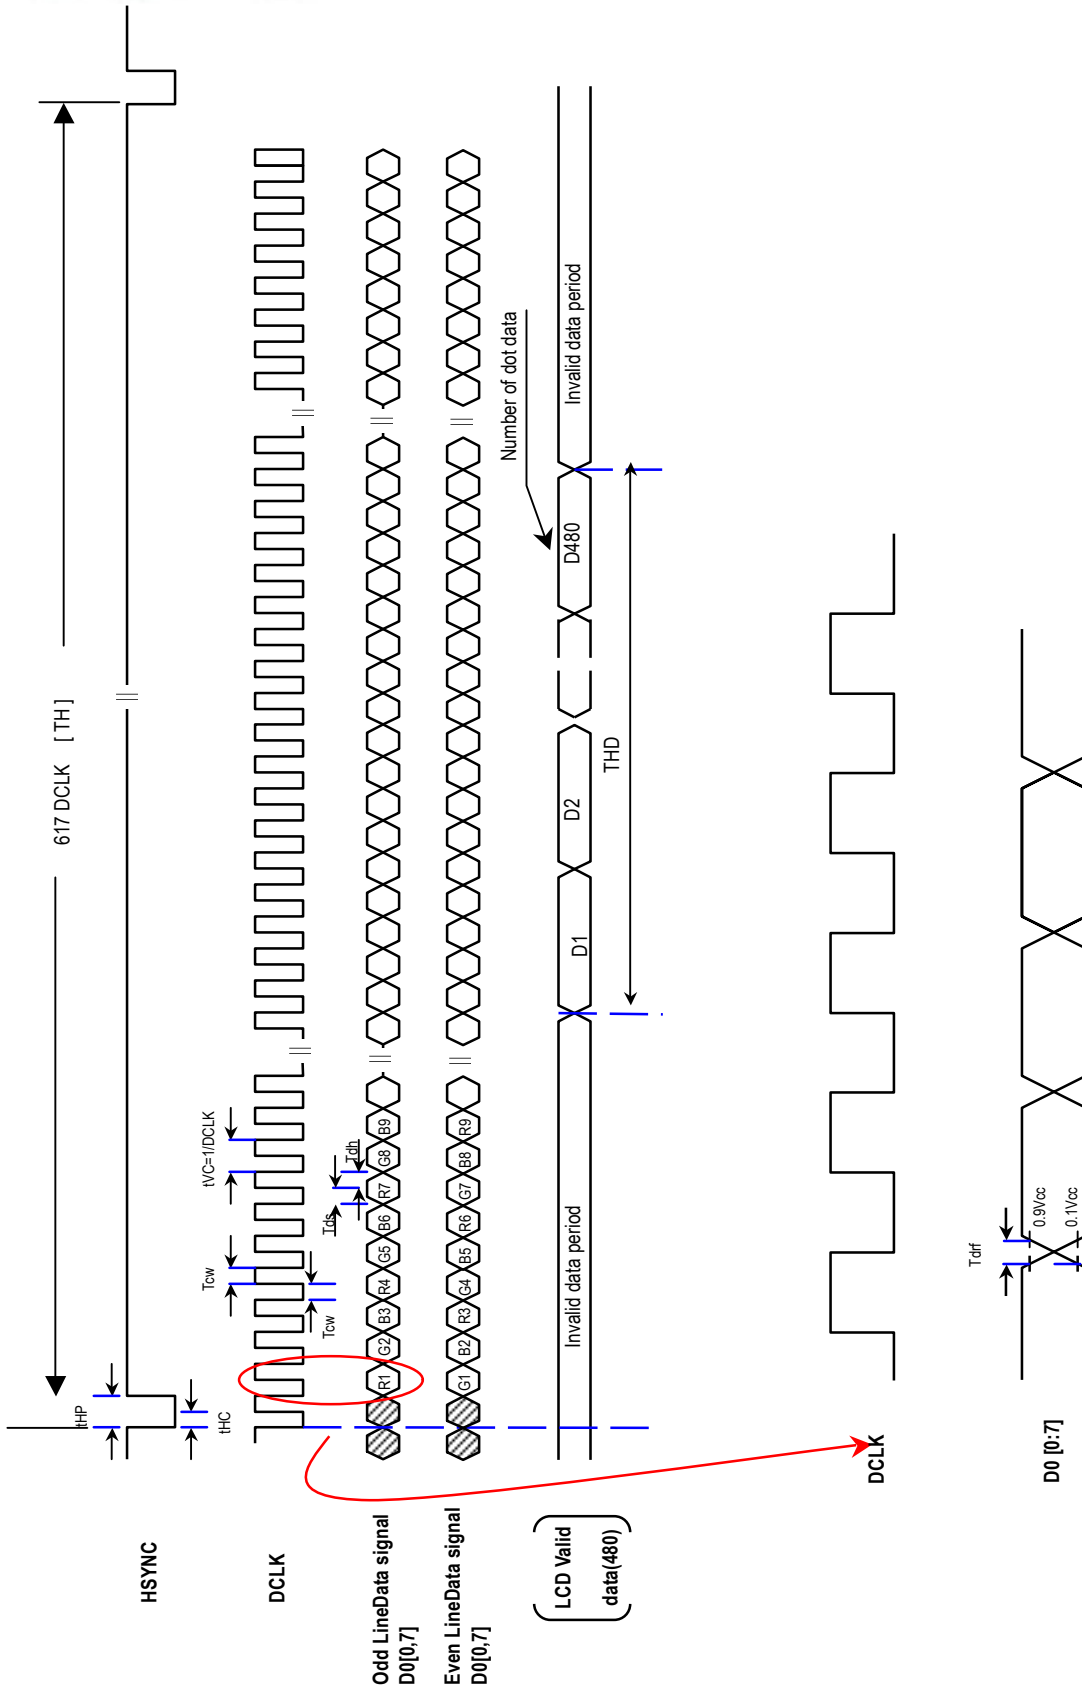 HSYNC
tHP
tHC
617 DCLK [ TH ]
DCLK
Tcw
Tcw
tVC=1/DCLK
Tds
Tdh
Odd LineData signal
D0[0,7]
R1 G2 B3 R4 G5 B6 R7 G8 B9
Even LineData signal
D0[0,7]
G1 B2 R3 G4 B5 R6 G7 B8 R9
LCD Valid
data(480)
Invalid data period
D1
D2
D480
Invalid data period
Number of dot data
THD
DCLK
D0 [0:7]
Tdrf
0.9Vcc
0.1Vcc